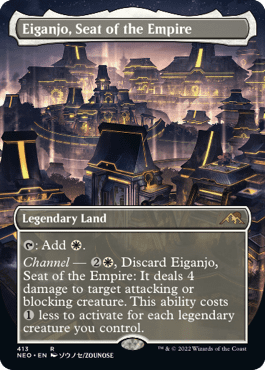 Eiganjo, Seat of the Empire
Legendary Land
: Add .
Channel — 2, Discard Eiganjo,
Seat of the Empire: It deals 4
damage to target attacking or
blocking creature. This ability costs
1 less to activate for each legendary
creature you control.
413 R
NEO • EN ゾウノセ/ZOUNOSE
™ & © 2022 Wizards of the Coast